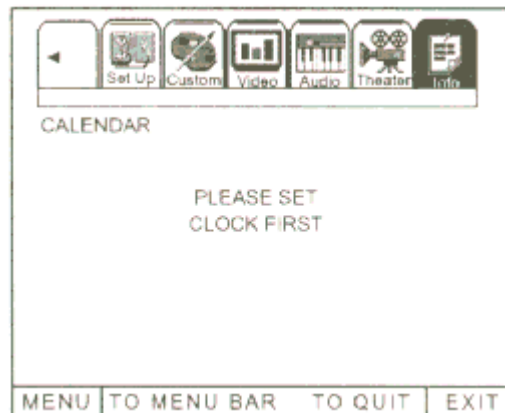 Set Up Custom Video Audio Theater Info
CALENDAR
PLEASE SET
CLOCK FIRST
MENU TO MENU BAR TO QUIT EXIT